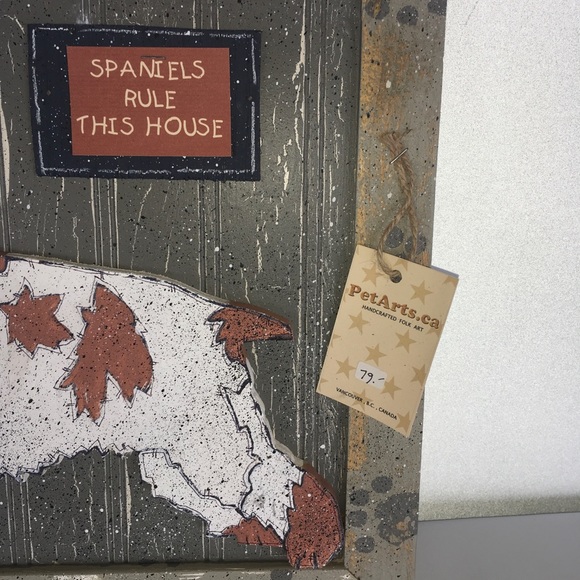 SPANIELS
RULE
THIS HOUSE
PetArts.ca
HANDCRAFTED FOLK ART
79.-
VANCOUVER, B.C., CANADA